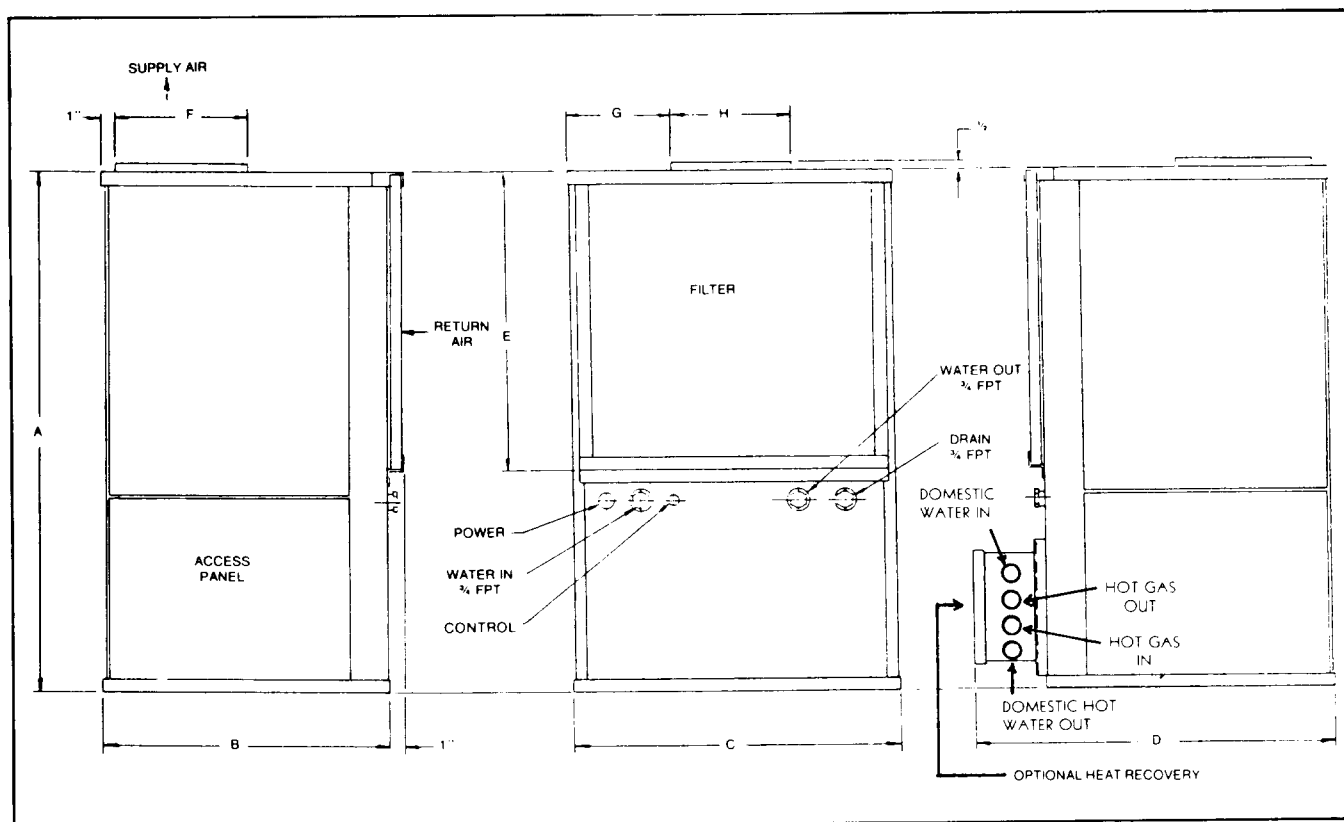 SUPPLY AIR
1"
F
G
H
½
A
E
FILTER
RETURN
AIR
WATER OUT
¾ FPT
DRAIN
¾ FPT
DOMESTIC
WATER IN
POWER
WATER IN
¾ FPT
CONTROL
ACCESS
PANEL
HOT GAS
OUT
HOT GAS
IN
DOMESTIC HOT
WATER OUT
B
1"
C
D
OPTIONAL HEAT RECOVERY